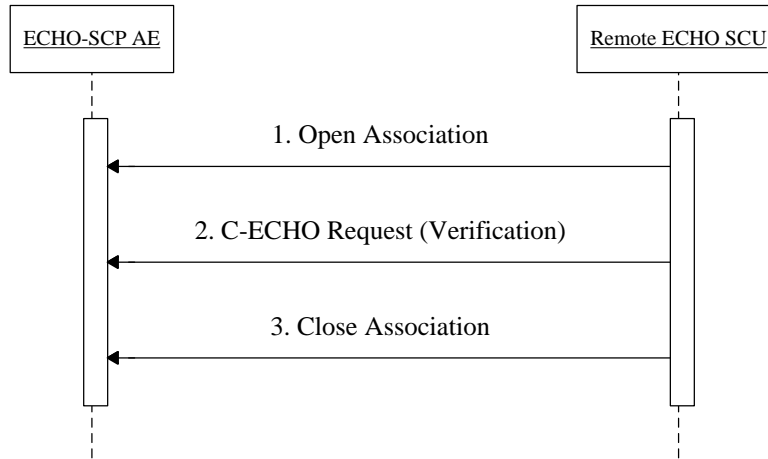 ECHO-SCP AE
Remote ECHO SCU
1. Open Association
2. C-ECHO Request (Verification)
3. Close Association